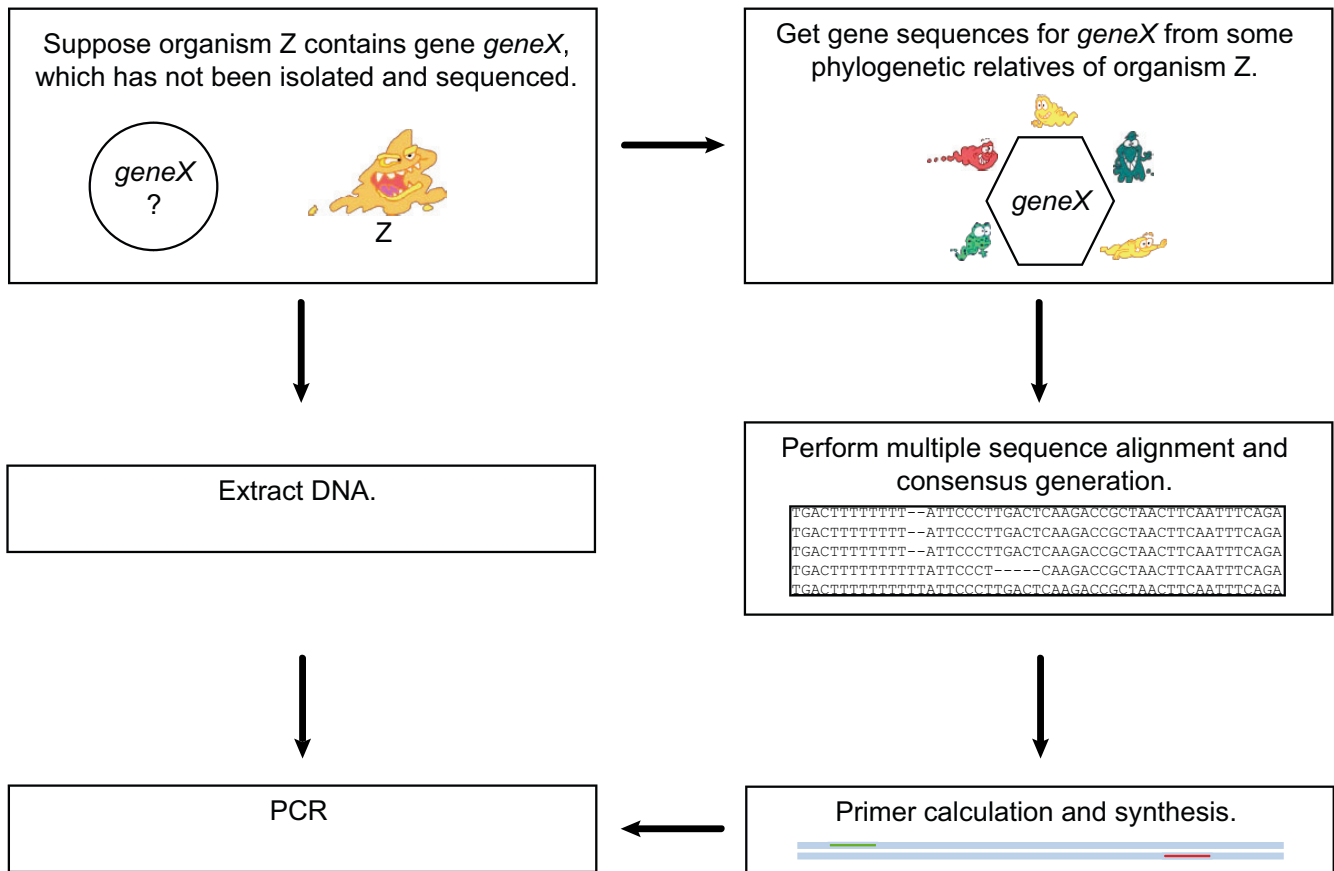 Suppose organism Z contains gene geneX,
which has not been isolated and sequenced.
geneX
?
Z
Get gene sequences for geneX from some
phylogenetic relatives of organism Z.
geneX
Extract DNA.
Perform multiple sequence alignment and
consensus generation.
TGACTTTTTTTT--ATTCCCTTGACTCAAGACCGCTAACTTCAATTTCAGA
TGACTTTTTTTT--ATTCCCTTGACTCAAGACCGCTAACTTCAATTTCAGA
TGACTTTTTTTT--ATTCCCTTGACTCAAGACCGCTAACTTCAATTTCAGA
TGACTTTTTTTTTTATTCCCT-----CAAGACCGCTAACTTCAATTTCAGA
TGACTTTTTTTTTTATTCCCTTGACTCAAGACCGCTAACTTCAATTTCAGA
PCR
Primer calculation and synthesis.